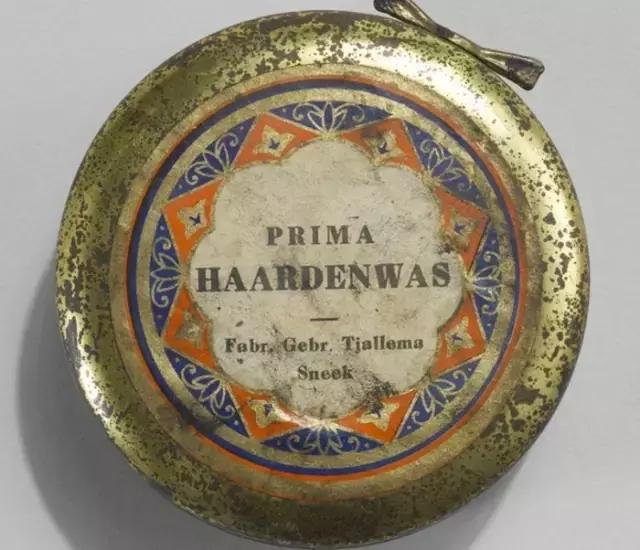 PRIMA
HAARDENWAS
—
Fabr. Gebr. Tjallema
Sneek